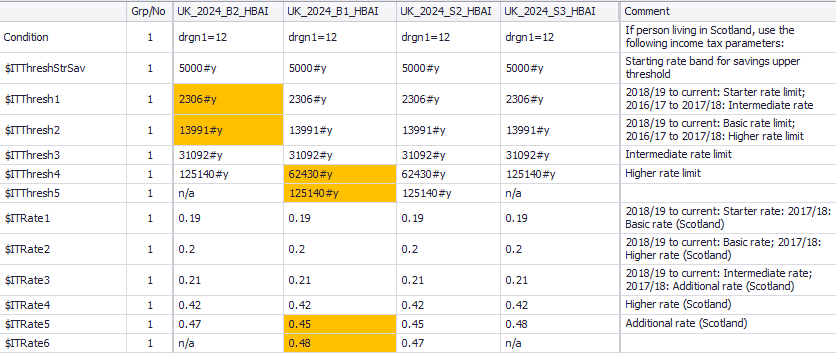 Grp/No UK_2024_B2_HBAI UK_2024_B1_HBAI UK_2024_S2_HBAI UK_2024_S3_HBAI Comment
Condition 1 drgn1=12 drgn1=12 drgn1=12 drgn1=12 If person living in Scotland, use the
following income tax parameters:
$ITThreshStrSav 1 5000#y 5000#y 5000#y 5000#y Starting rate band for savings upper
threshold
$ITThresh1 1 2306#y 2306#y 2306#y 2306#y 2018/19 to current: Starter rate limit;
2016/17 to 2017/18: Intermediate rate
$ITThresh2 1 13991#y 13991#y 13991#y 13991#y 2018/19 to current: Basic rate limit;
2016/17 to 2017/18: Higher rate limit
$ITThresh3 1 31092#y 31092#y 31092#y 31092#y Intermediate rate limit
$ITThresh4 1 125140#y 62430#y 62430#y 125140#y Higher rate limit
$ITThresh5 1 n/a 125140#y 125140#y n/a
$ITRate1 1 0.19 0.19 0.19 0.19 2018/19 to current: Starter rate: 2017/18:
Basic rate (Scotland)
$ITRate2 1 0.2 0.2 0.2 0.2 2018/19 to current: Basic rate; 2017/18:
Higher rate (Scotland)
$ITRate3 1 0.21 0.21 0.21 0.21 2018/19 to current: Intermediate rate;
2017/18: Additional rate (Scotland)
$ITRate4 1 0.42 0.42 0.42 0.42 Higher rate (Scotland)
$ITRate5 1 0.47 0.45 0.45 0.48 Additional rate (Scotland)
$ITRate6 1 n/a 0.48 0.47 n/a